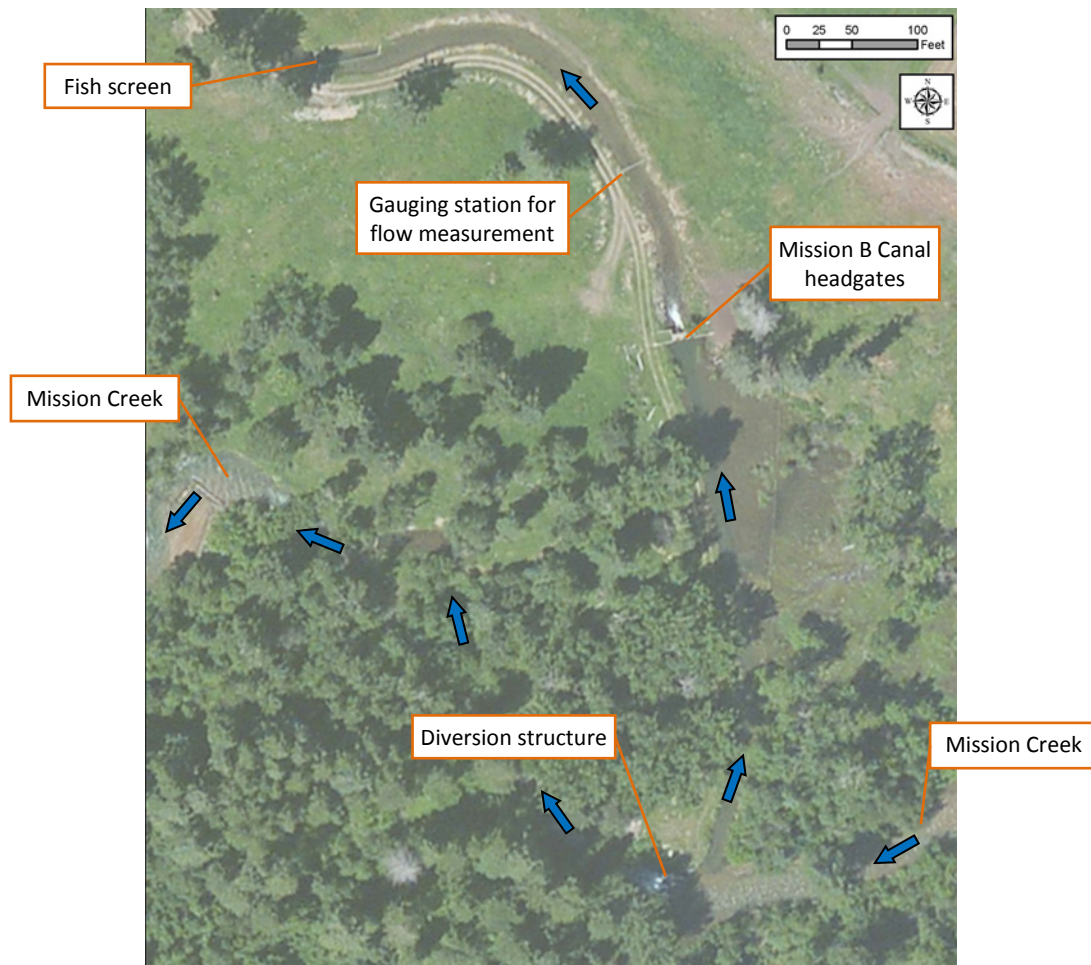 0 25 50 100
Feet
N
W E
S
Fish screen
Gauging station for
flow measurement
Mission B Canal
headgates
Mission Creek
Diversion structure
Mission Creek